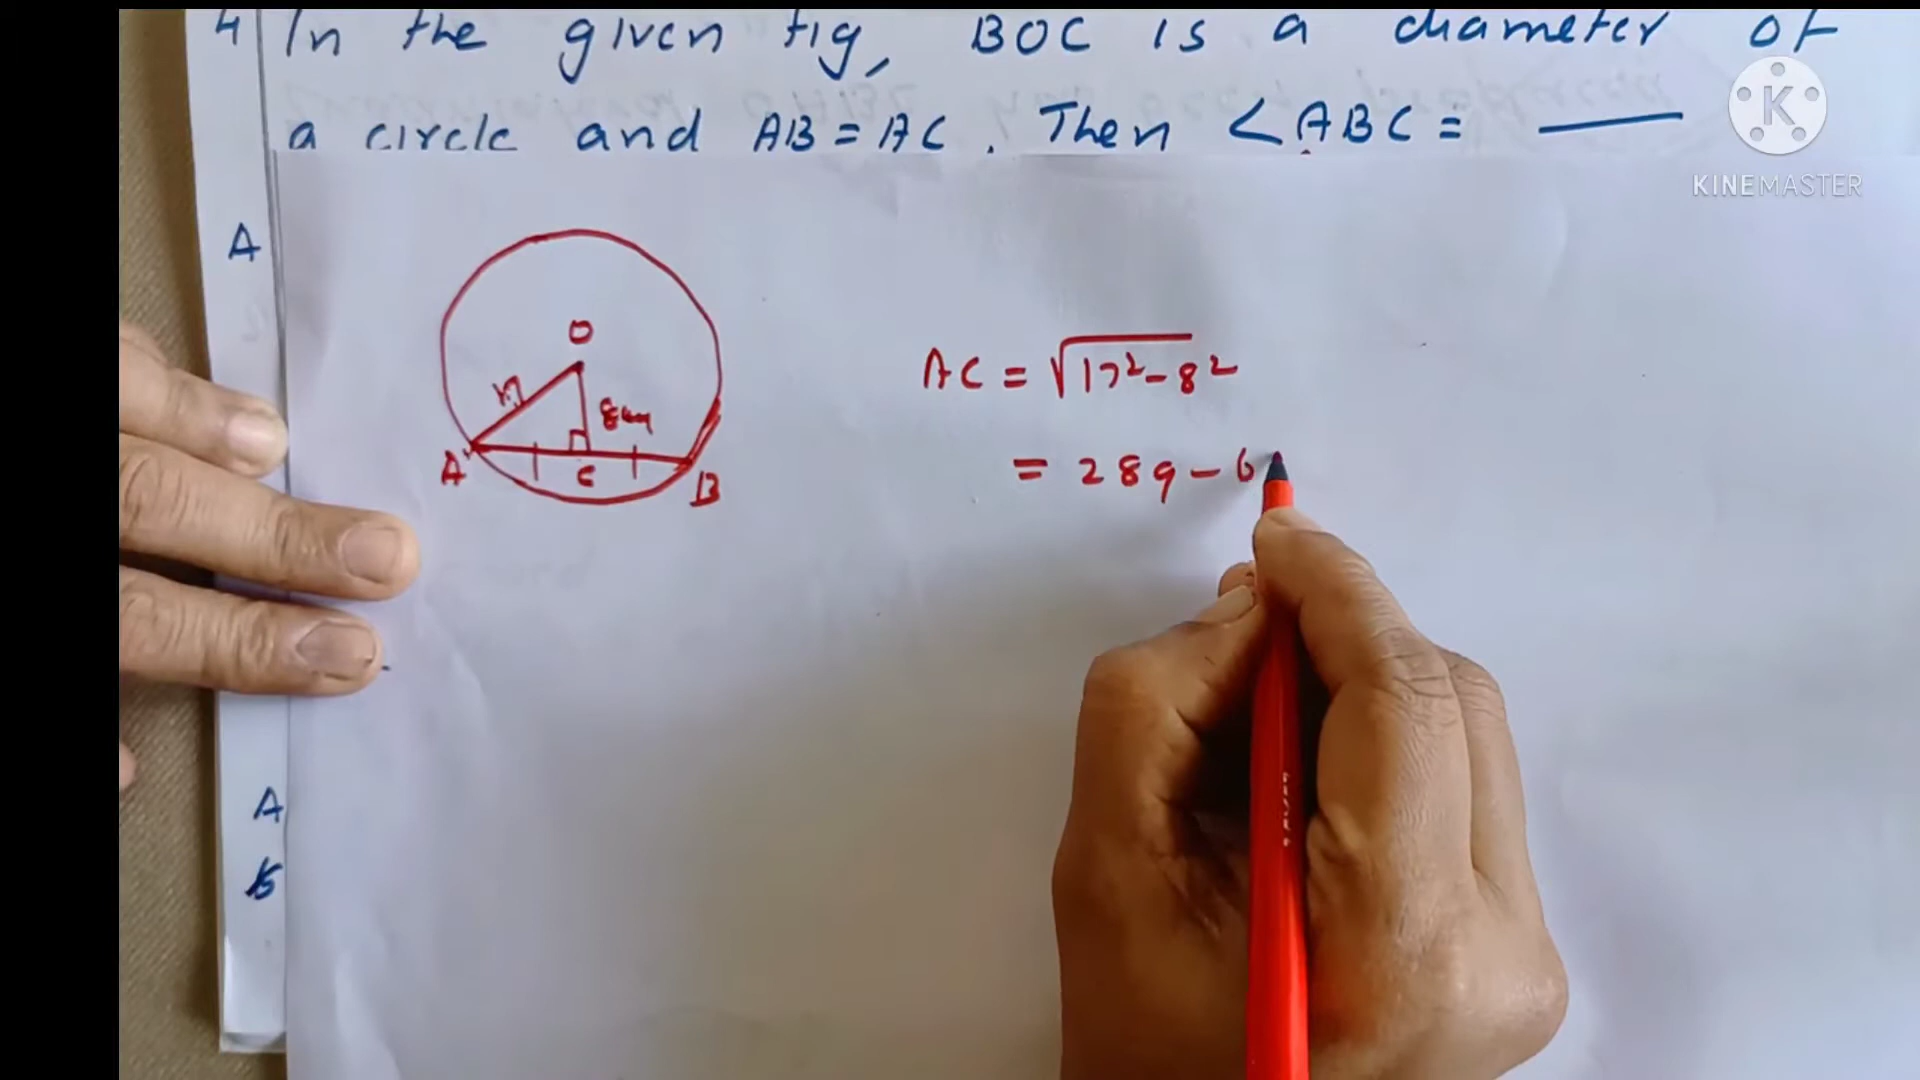 4 In the given fig, BOC is a diameter of
a circle and AB = AC. Then <ABC = ____
KINEMASTER
K
A
O
17
8cm
A C B
AC = √17²-8²
= 289 - 6
A
5